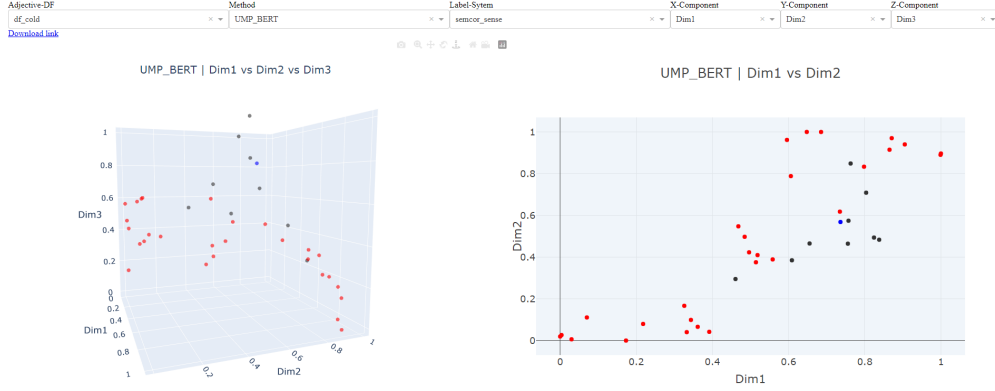 Adjective-DF Method Label-Sytem X-Component Y-Component Z-Component
df_cold × UMP_BERT × semcor_sense × Dim1 × Dim2 × Dim3 ×
Download link
UMP_BERT | Dim1 vs Dim2 vs Dim3
1
0.8
0.6
Dim3
0.4
0.2
0
0
0.2
0.4
Dim1
0.6
0.8
1
0.2
0.4
Dim2
0.6
0.8
1
UMP_BERT | Dim1 vs Dim2
1
0.8
0.6
Dim2
0.4
0.2
0
0 0.2 0.4 0.6 0.8 1
Dim1